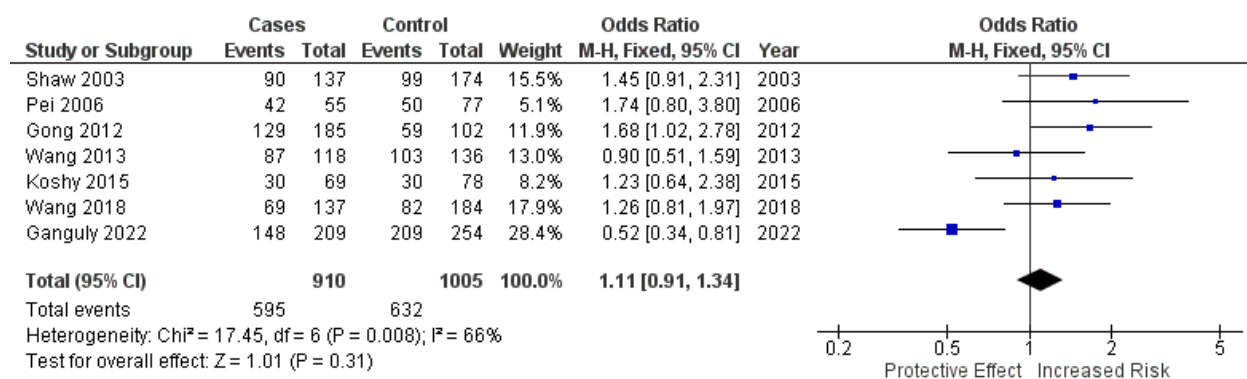 Cases Control Odds Ratio Odds Ratio
Study or Subgroup Events Total Events Total Weight M-H, Fixed, 95% CI Year M-H, Fixed, 95% CI
Shaw 2003 90 137 99 174 15.5% 1.45 [0.91, 2.31] 2003
Pei 2006 42 55 50 77 5.1% 1.74 [0.80, 3.80] 2006
Gong 2012 129 185 59 102 11.9% 1.68 [1.02, 2.78] 2012
Wang 2013 87 118 103 136 13.0% 0.90 [0.51, 1.59] 2013
Koshy 2015 30 69 30 78 8.2% 1.23 [0.64, 2.38] 2015
Wang 2018 69 137 82 184 17.9% 1.26 [0.81, 1.97] 2018
Ganguly 2022 148 209 209 254 28.4% 0.52 [0.34, 0.81] 2022
Total (95% CI) 910 1005 100.0% 1.11 [0.91, 1.34]
Total events 595 632
Heterogeneity: Chi² = 17.45, df = 6 (P = 0.008); I² = 66%
Test for overall effect: Z = 1.01 (P = 0.31)
0.2 0.5 1 2 5
Protective Effect Increased Risk